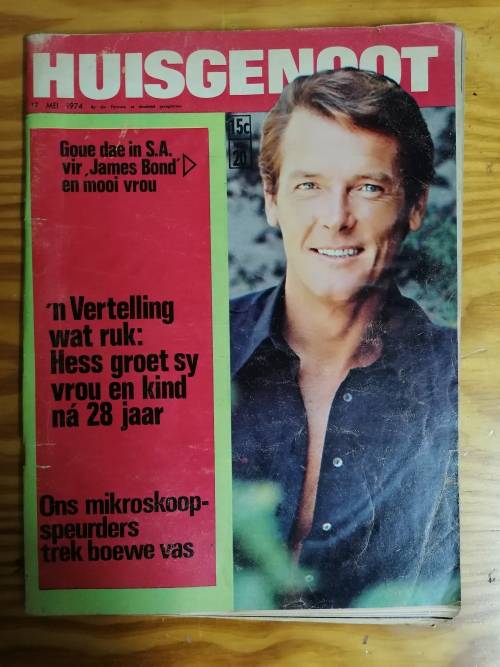 HUISGENOOT
17 MEI 1974
15c
20
Goue dae in S.A.
vir ,James Bond'
en mooi vrou
'n Vertelling
wat ruk:
Hess groet sy
vrou en kind
ná 28 jaar
Ons mikroskoop-
speurders
trek boewe vas